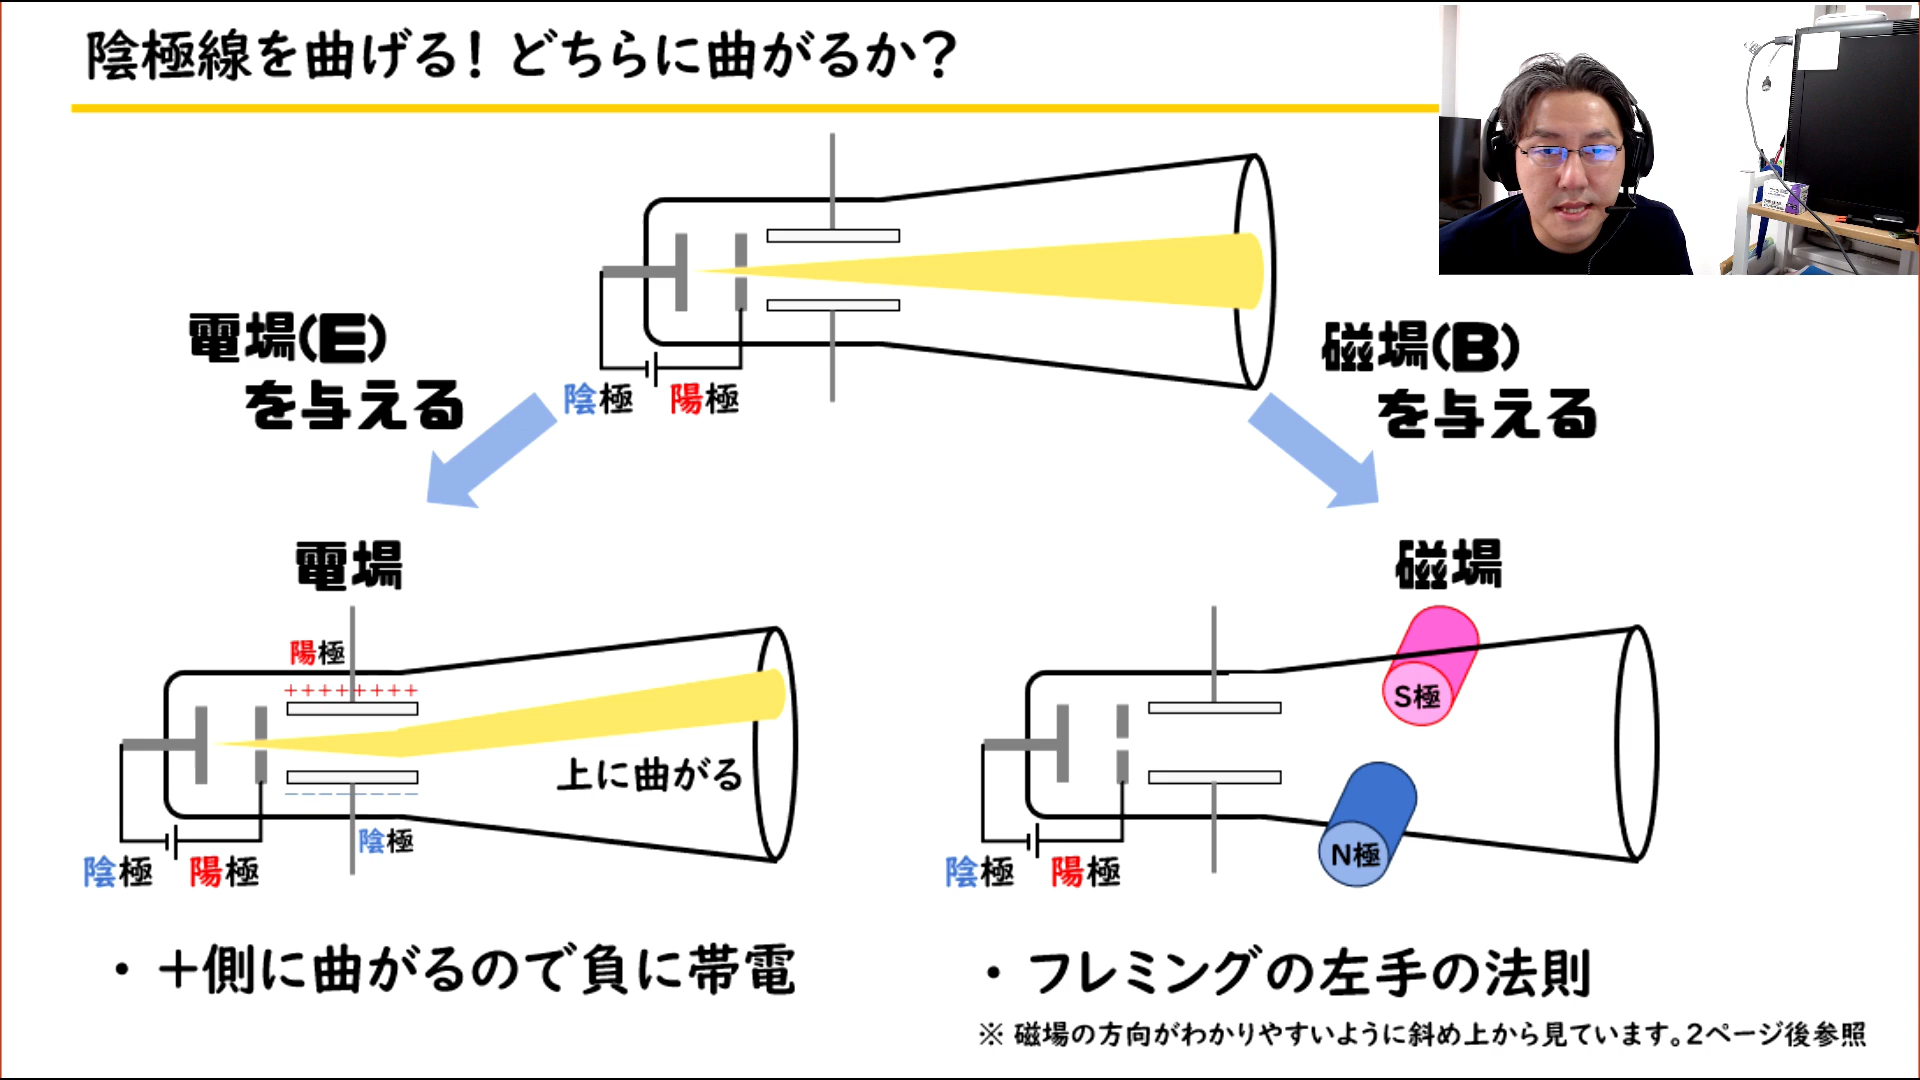 陰極線を曲げる！どちらに曲がるか？
電場(E)
を与える
磁場(B)
を与える
陰極 陽極
電場
磁場
陽極
++++++++
上に曲がる
陰極
陰極 陽極
S極
N極
陰極 陽極
・＋側に曲がるので負に帯電
・フレミングの左手の法則
※ 磁場の方向がわかりやすいように斜め上から見ています。2ページ後参照